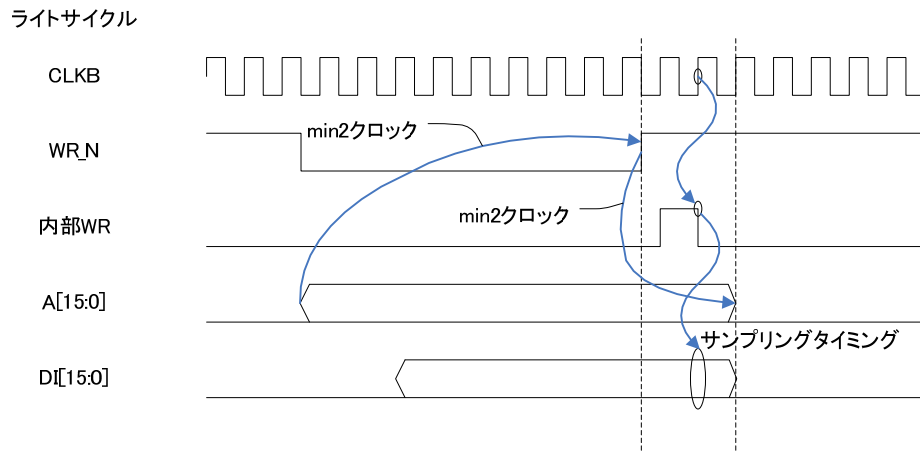 ライトサイクル
CLKB
WR_N
min2クロック
内部WR
min2クロック
A[15:0]
サンプリングタイミング
DI[15:0]